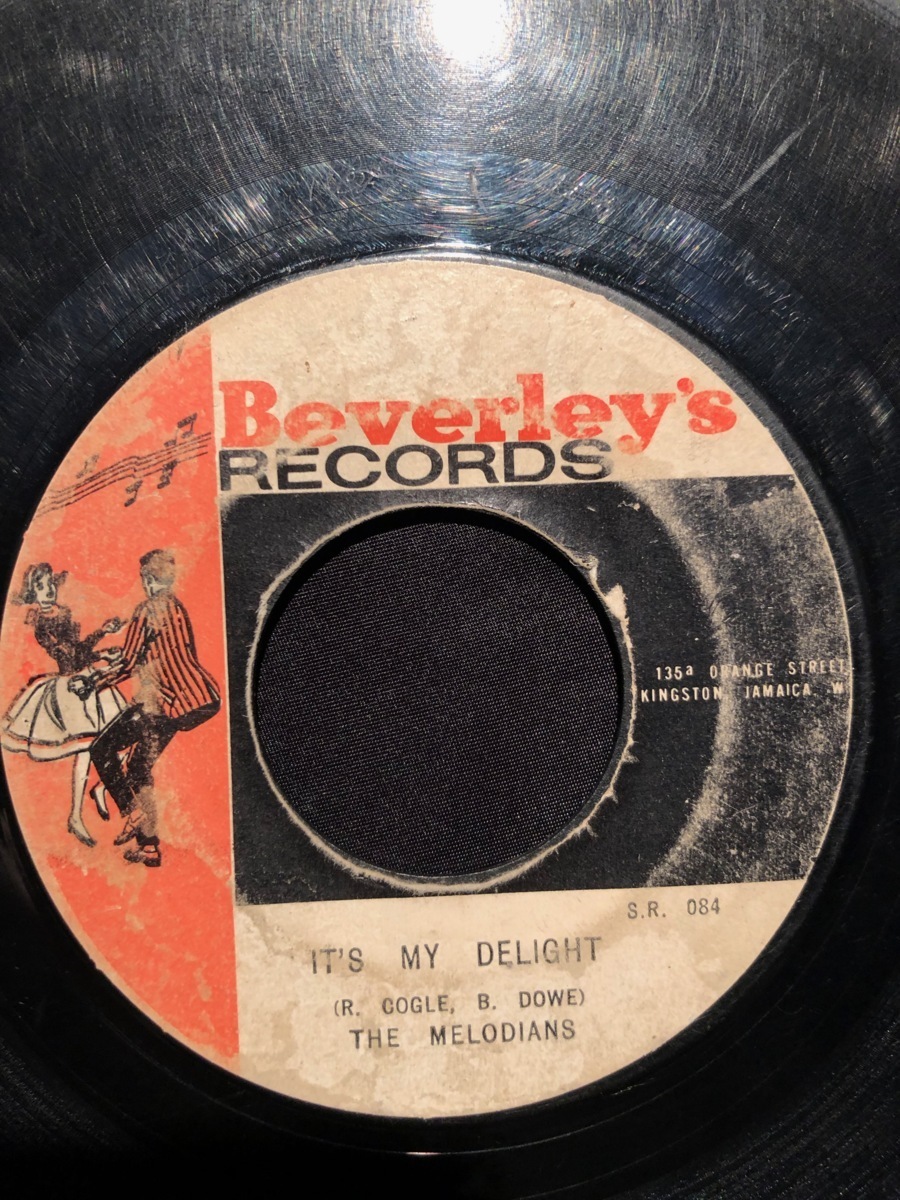 Beverley's
RECORDS
135a ORANGE STREET
KINGSTON, JAMAICA. W
S.R. 084
IT'S MY DELIGHT
(R. COGLE, B. DOWE)
THE MELODIANS